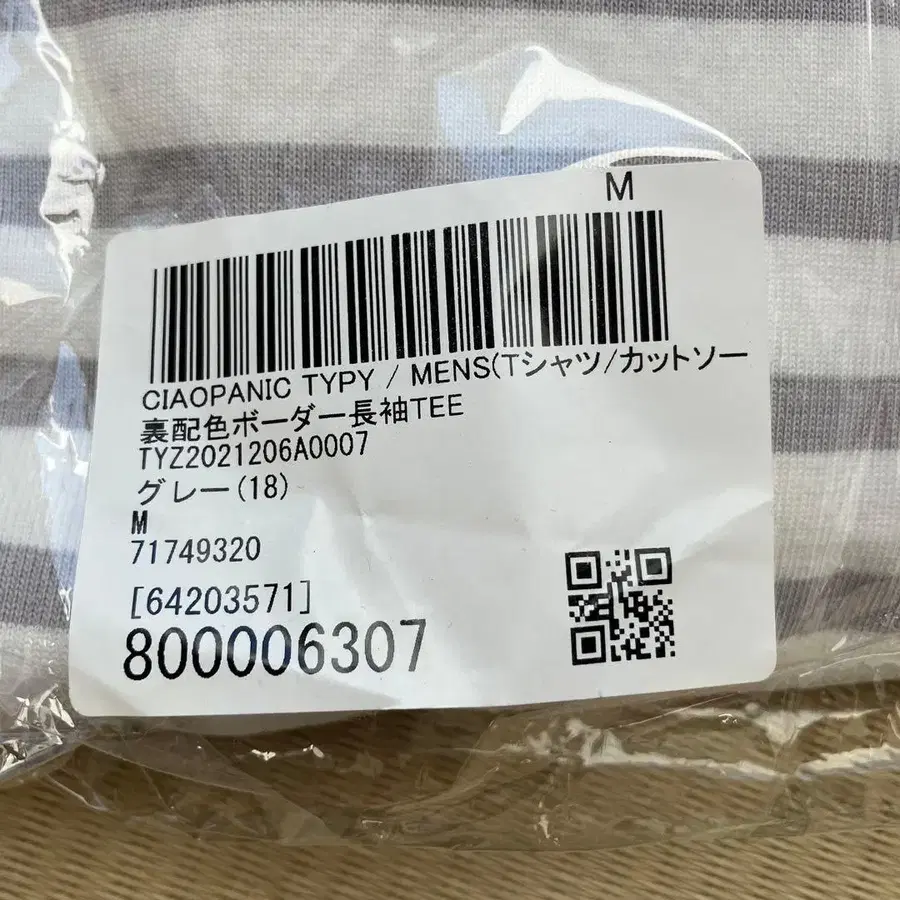 M
CIAOPANIC TYPY / MENS(Tシャツ/カットソー
裏配色ボーダー長袖TEE
TYZ2021206A0007
グレー(18)
M
71749320
[64203571]
800006307